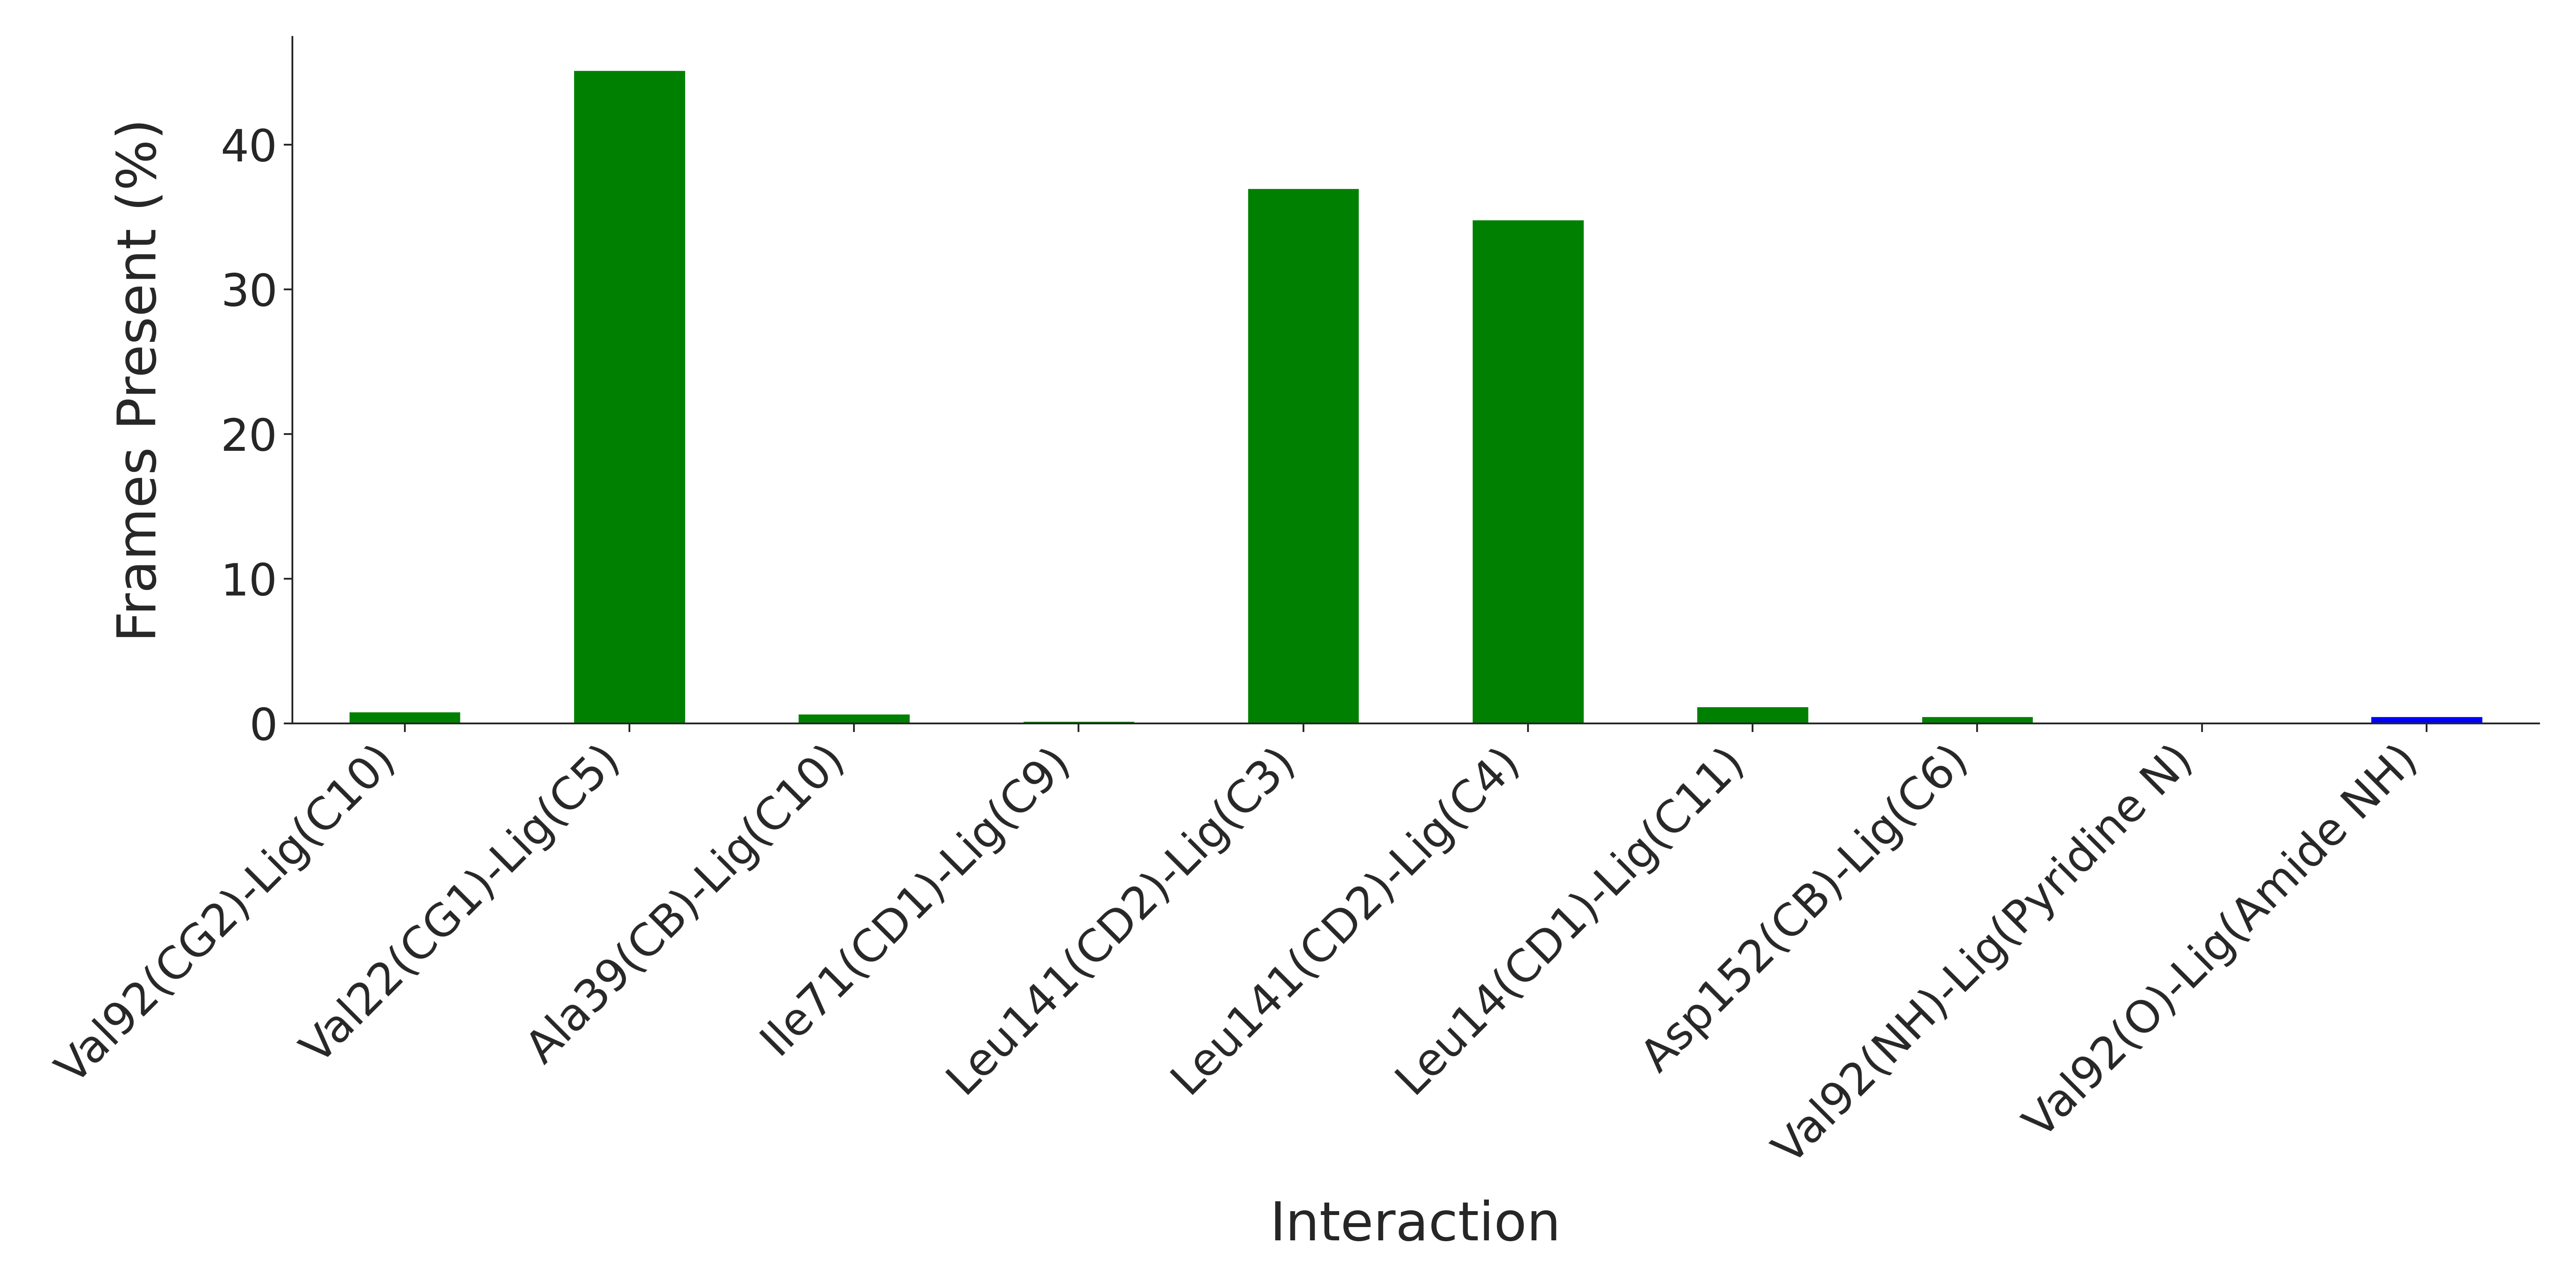 Frames Present (%)
40
30
20
10
0
Val92(CG2)-Lig(C10)
Val22(CG1)-Lig(C5)
Ala39(CB)-Lig(C10)
Ile71(CD1)-Lig(C9)
Leu141(CD2)-Lig(C3)
Leu141(CD2)-Lig(C4)
Leu14(CD1)-Lig(C11)
Asp152(CB)-Lig(C6)
Val92(NH)-Lig(Pyridine N)
Val92(O)-Lig(Amide NH)
Interaction